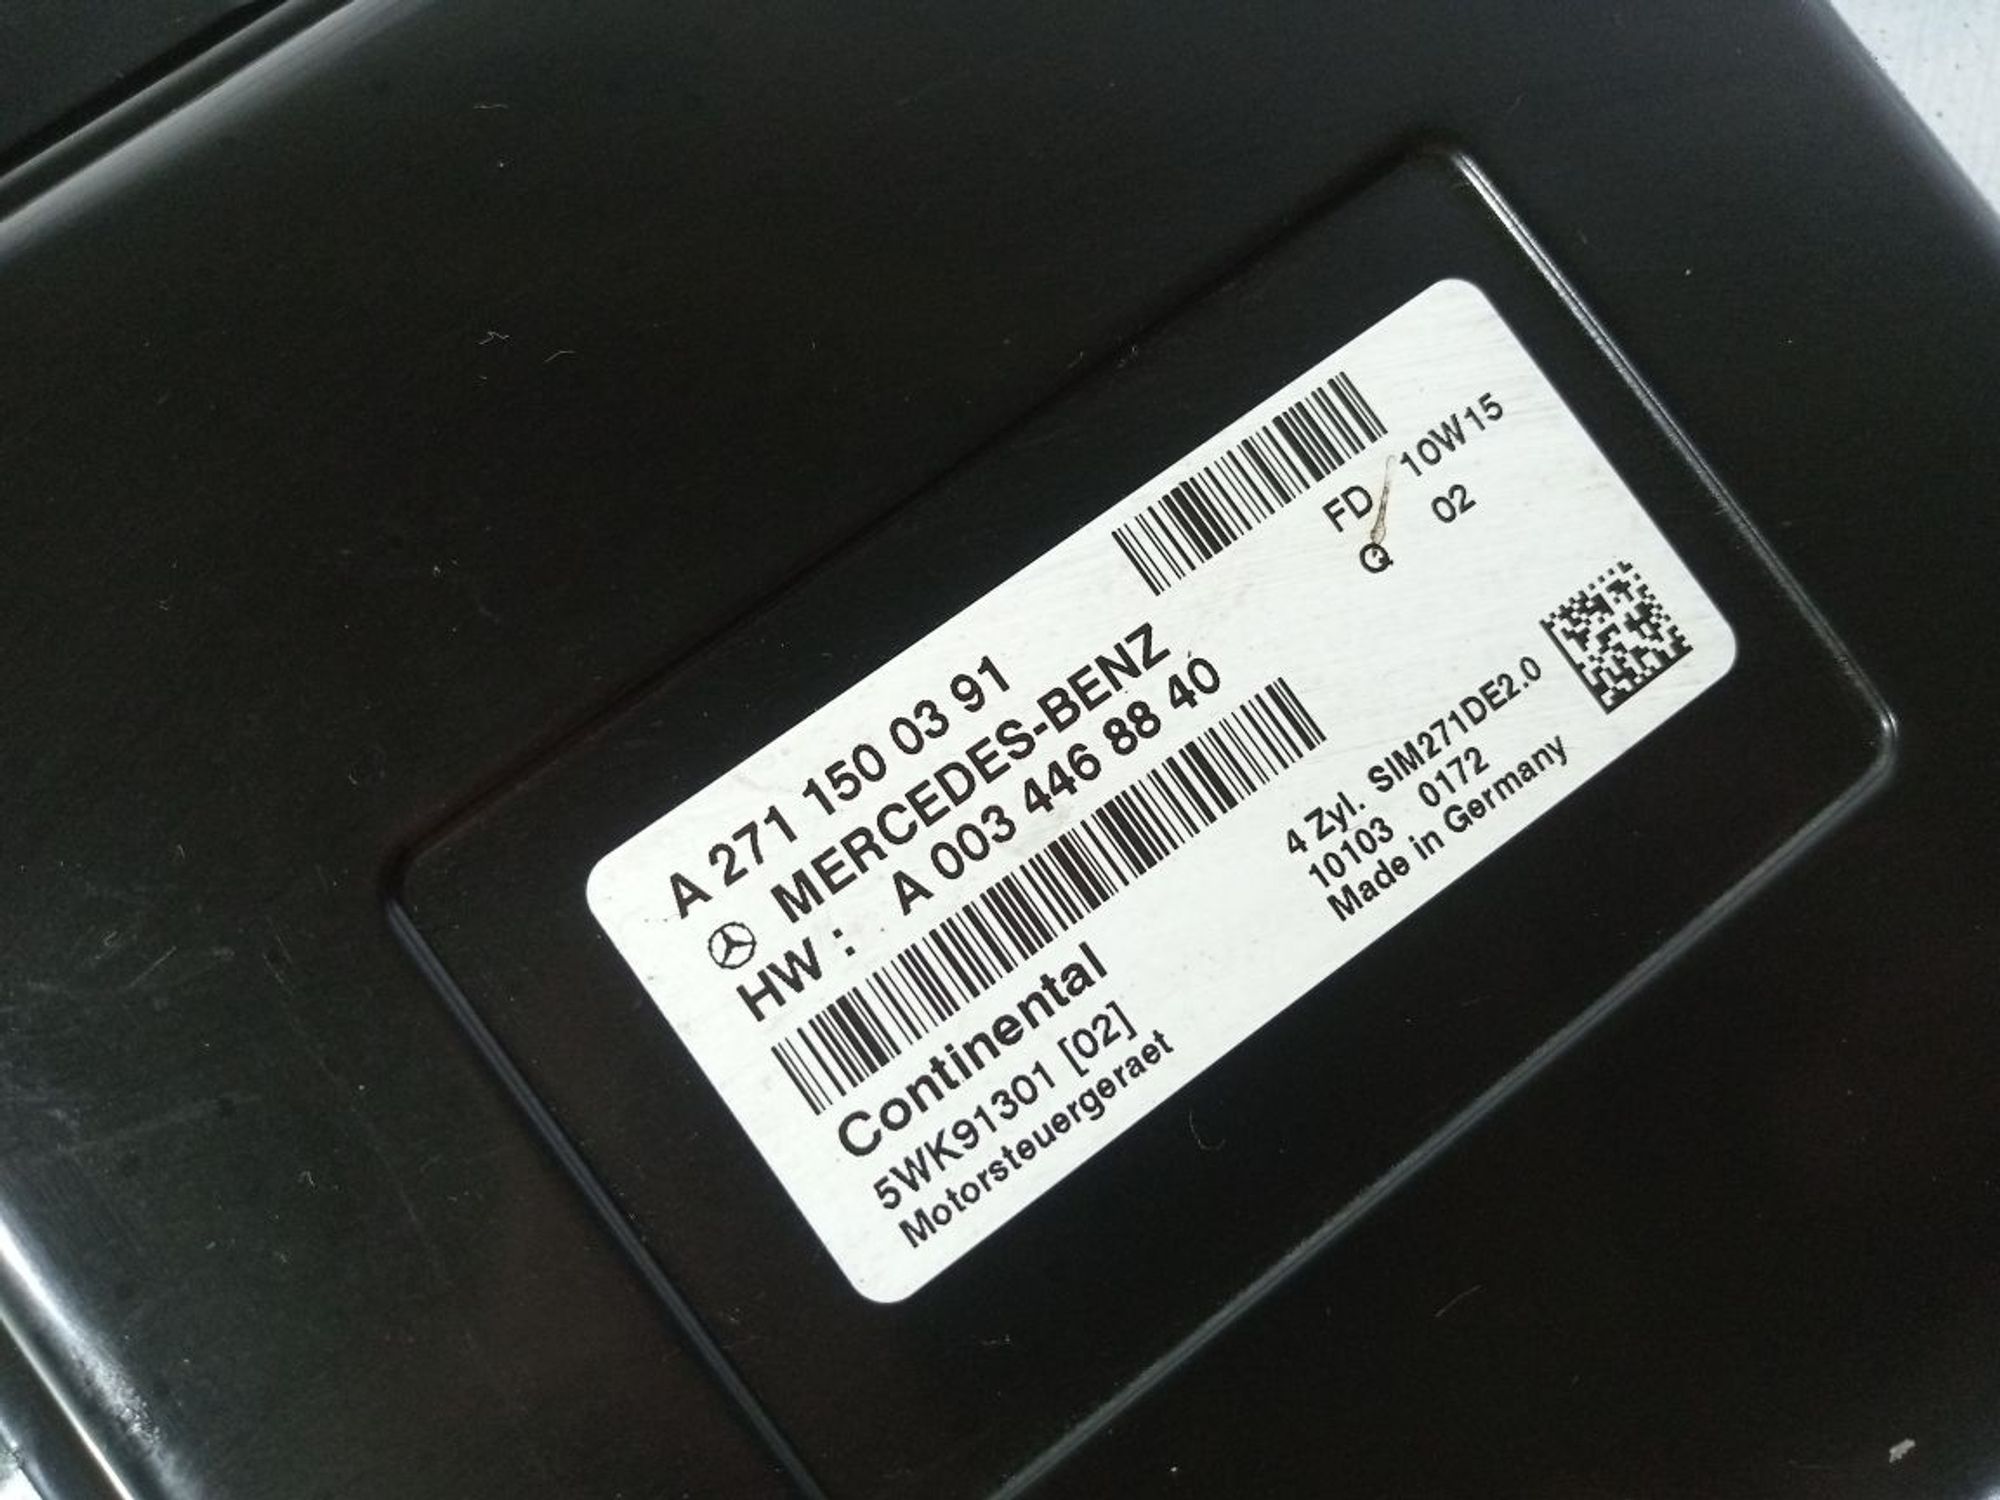 A 271 150 03 91
MERCEDES-BENZ
HW : A 003 446 88 40
FD 10W15
Q 02
Continental
5WK91301 [02]
Motorsteuergeraet
4 Zyl. SIM271DE2.0
10103 0172
Made in Germany